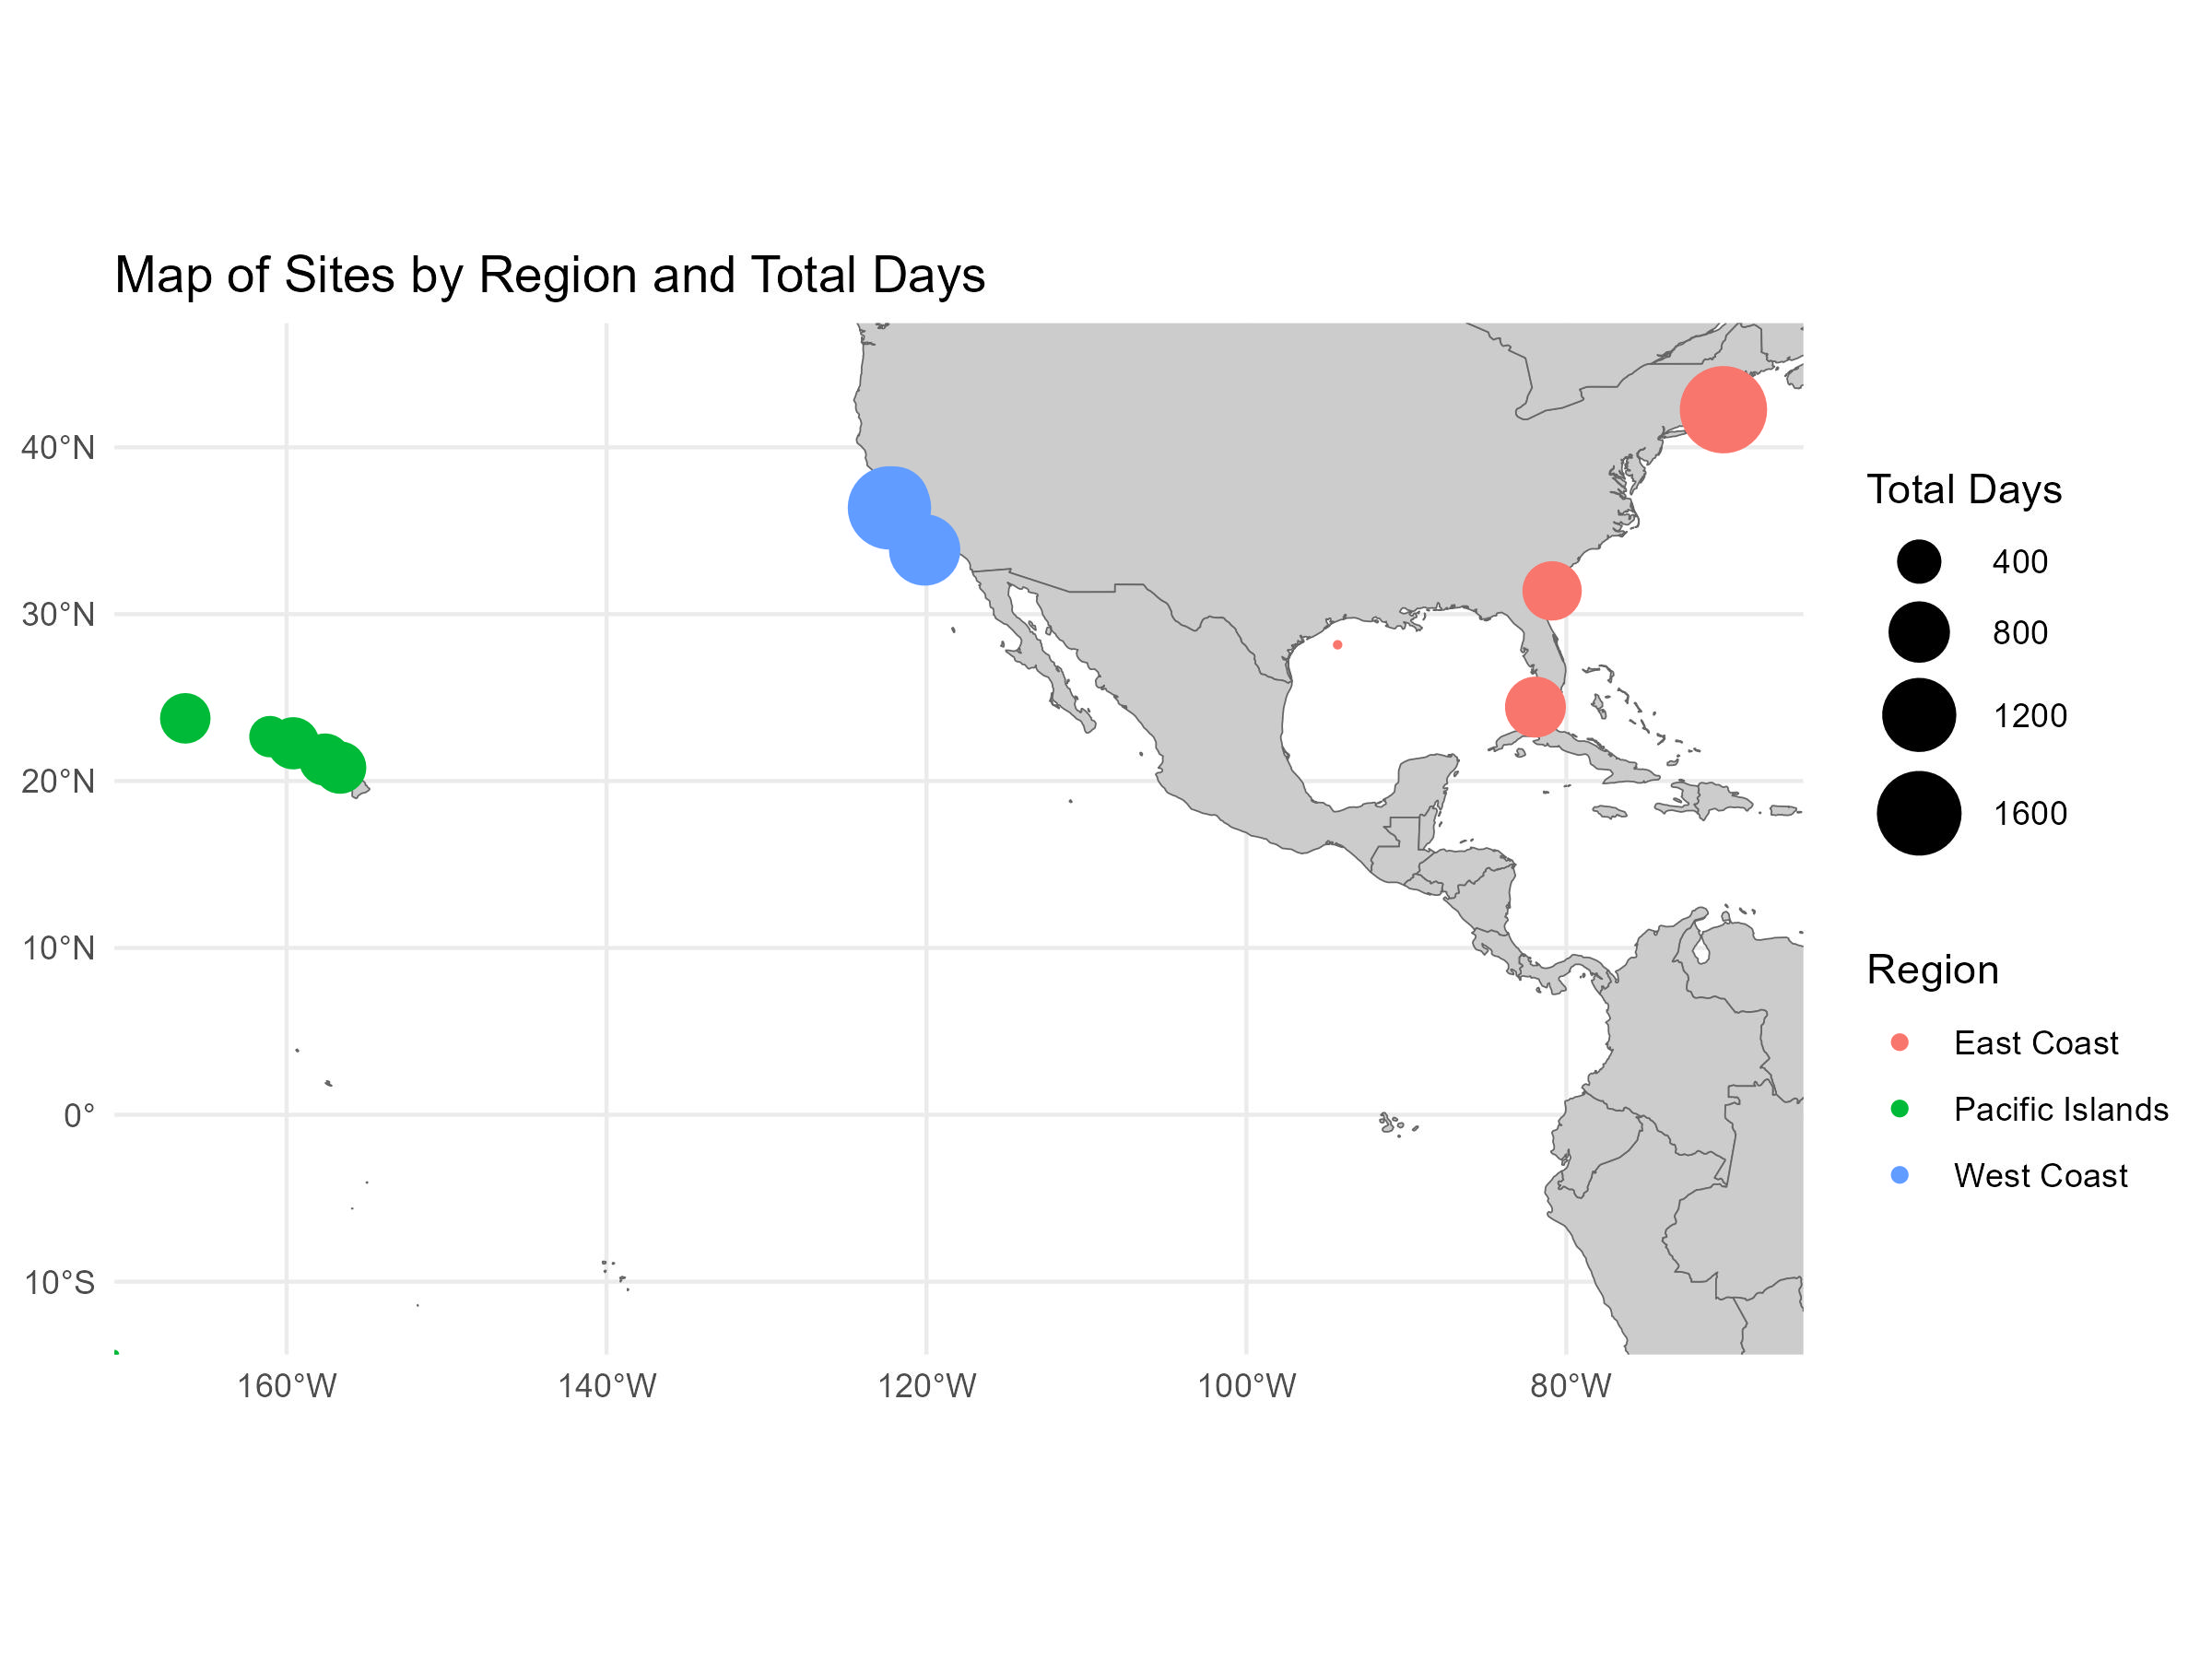 Map of Sites by Region and Total Days
40°N
30°N
20°N
10°N
0°
10°S
160°W
140°W
120°W
100°W
80°W
Total Days
400
800
1200
1600
Region
East Coast
Pacific Islands
West Coast